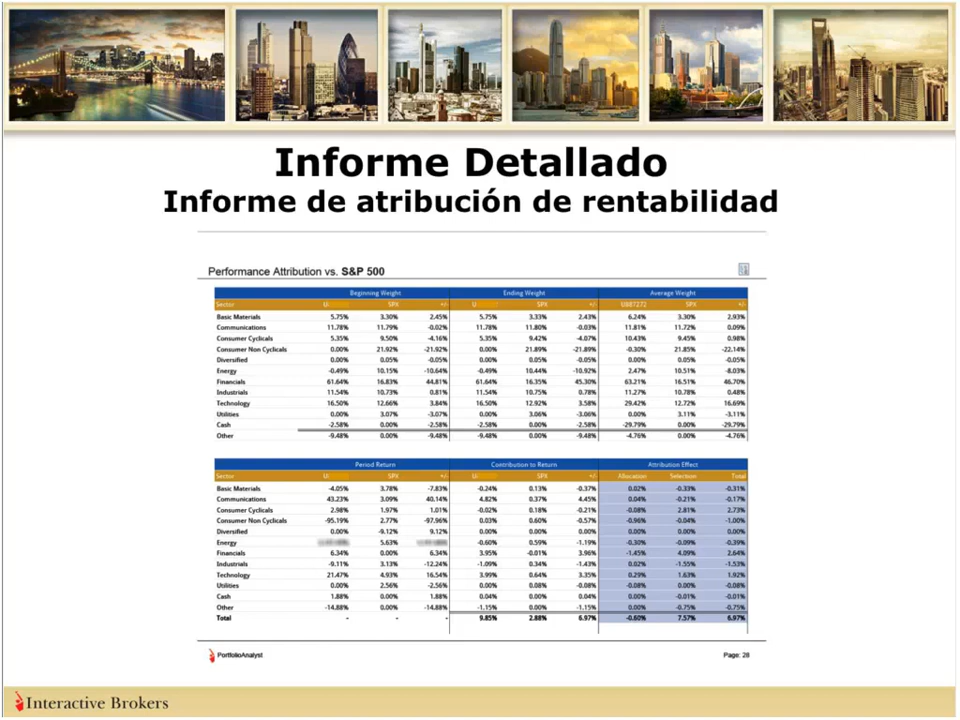 Informe Detallado
Informe de atribución de rentabilidad
Performance Attribution vs. S&P 500
Beginning Weight Ending Weight Average Weight
Sector U SPX +/- U SPX +/- U887272 SPX +/-
Basic Materials 5.75% 3.30% 2.45% 5.75% 3.33% 2.43% 6.24% 3.30% 2.93%
Communications 11.78% 11.79% -0.02% 11.78% 11.80% -0.03% 11.81% 11.72% 0.09%
Consumer Cyclicals 5.35% 9.50% -4.16% 5.35% 9.42% -4.07% 10.43% 9.45% 0.98%
Consumer Non Cyclicals 0.00% 21.92% -21.92% 0.00% 21.89% -21.89% -0.30% 21.85% -22.14%
Diversified 0.00% 0.05% -0.05% 0.00% 0.05% -0.05% 0.00% 0.05% -0.05%
Energy -0.49% 10.15% -10.64% -0.49% 10.44% -10.92% 2.47% 10.51% -8.03%
Financials 61.64% 16.83% 44.81% 61.64% 16.35% 45.30% 63.21% 16.51% 46.70%
Industrials 11.54% 10.73% 0.81% 11.54% 10.75% 0.78% 11.27% 10.78% 0.48%
Technology 16.50% 12.66% 3.84% 16.50% 12.92% 3.58% 29.42% 12.72% 16.69%
Utilities 0.00% 3.07% -3.07% 0.00% 3.06% -3.06% 0.00% 3.11% -3.11%
Cash -2.58% 0.00% -2.58% -2.58% 0.00% -2.58% -29.79% 0.00% -29.79%
Other -9.48% 0.00% -9.48% -9.48% 0.00% -9.48% -4.76% 0.00% -4.76%
Period Return Contribution to Return Attribution Effect
Sector U SPX +/- U SPX +/- Allocation Selection Total
Basic Materials -4.05% 3.78% -7.83% -0.24% 0.13% -0.37% 0.02% -0.33% -0.31%
Communications 43.23% 3.09% 40.14% 4.82% 0.37% 4.45% 0.04% -0.21% -0.17%
Consumer Cyclicals 2.98% 1.97% 1.01% -0.02% 0.18% -0.21% -0.08% 2.81% 2.73%
Consumer Non Cyclicals -95.19% 2.77% -97.96% 0.03% 0.60% -0.57% -0.96% -0.04% -1.00%
Diversified 0.00% -9.12% 9.12% 0.00% 0.00% 0.00% 0.00% 0.00% 0.00%
Energy 5.63% -0.60% 0.59% -1.19% -0.30% -0.09% -0.39%
Financials 6.34% 0.00% 6.34% 3.95% -0.01% 3.96% -1.45% 4.09% 2.64%
Industrials -9.11% 3.13% -12.24% -1.09% 0.34% -1.43% 0.02% -1.55% -1.53%
Technology 21.47% 4.93% 16.54% 3.99% 0.64% 3.35% 0.29% 1.63% 1.92%
Utilities 0.00% 2.56% -2.56% 0.00% 0.08% -0.08% -0.08% 0.00% -0.08%
Cash 1.88% 0.00% 1.88% 0.04% 0.00% 0.04% 0.00% -0.01% -0.01%
Other -14.88% 0.00% -14.88% -1.15% 0.00% -1.15% 0.00% -0.75% -0.75%
Total - - - 9.85% 2.88% 6.97% -0.60% 7.57% 6.97%
PortfolioAnalyst Page: 28
Interactive Brokers